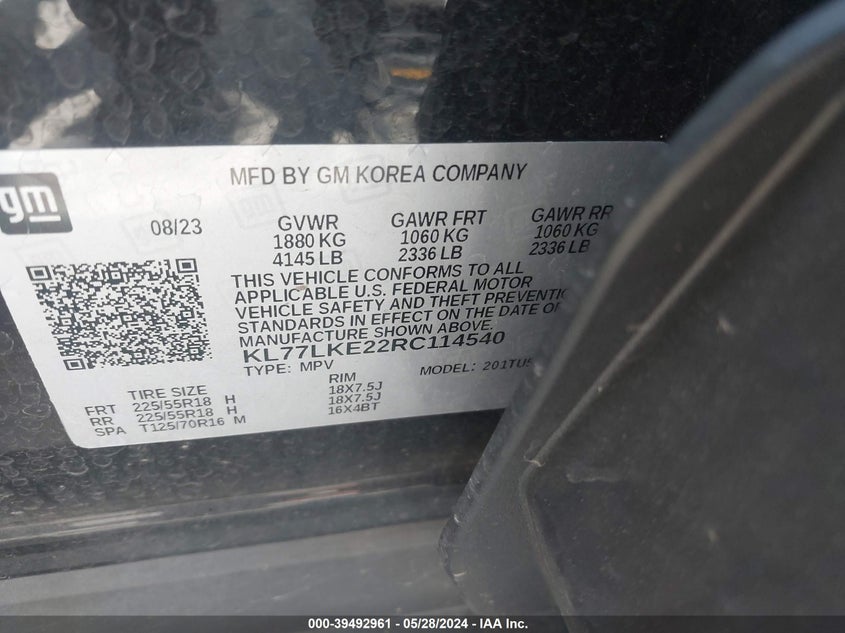 gm
MFD BY GM KOREA COMPANY
08/23 GVWR GAWR FRT GAWR RR
1880 KG 1060 KG 1060 KG
4145 LB 2336 LB 2336 LB
THIS VEHICLE CONFORMS TO ALL
APPLICABLE U.S. FEDERAL MOTOR
VEHICLE SAFETY AND THEFT PREVENTI
STANDARDS IN EFFECT ON THE DATE OF
MANUFACTURE SHOWN ABOVE.
KL77LKE22RC114540
TYPE: MPV MODEL: 201TU5
TIRE SIZE RIM
FRT 225/55R18 H 18X7.5J
RR 225/55R18 H 18X7.5J
SPA T125/70R16 M 16X4BT
000-39492961 - 05/28/2024 - IAA Inc.